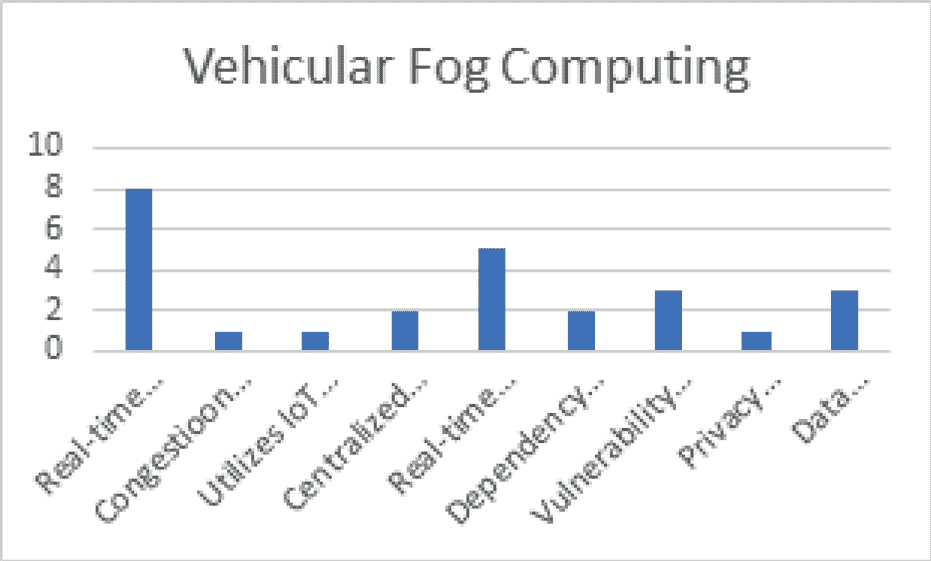 Vehicular Fog Computing
10
8
6
4
2
0
Real-time...
Congestioon...
Utilizes IoT...
Centralized...
Real-time...
Dependency...
Vulnerability...
Privacy...
Data...